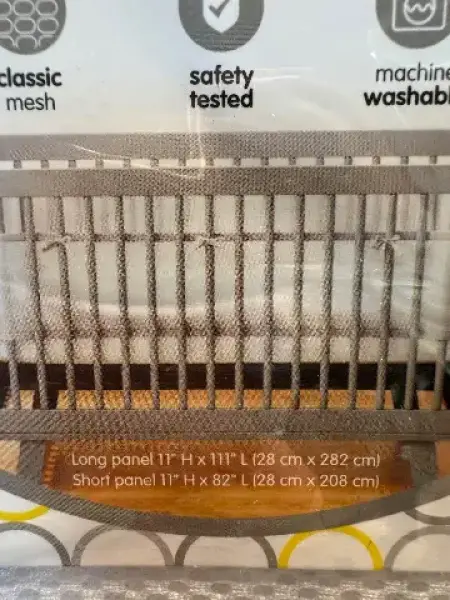 classic
mesh
safety
tested
machine
washabl
Long panel 11" H x 111" L (28 cm x 282 cm)
Short panel 11" H x 82" L (28 cm x 208 cm)